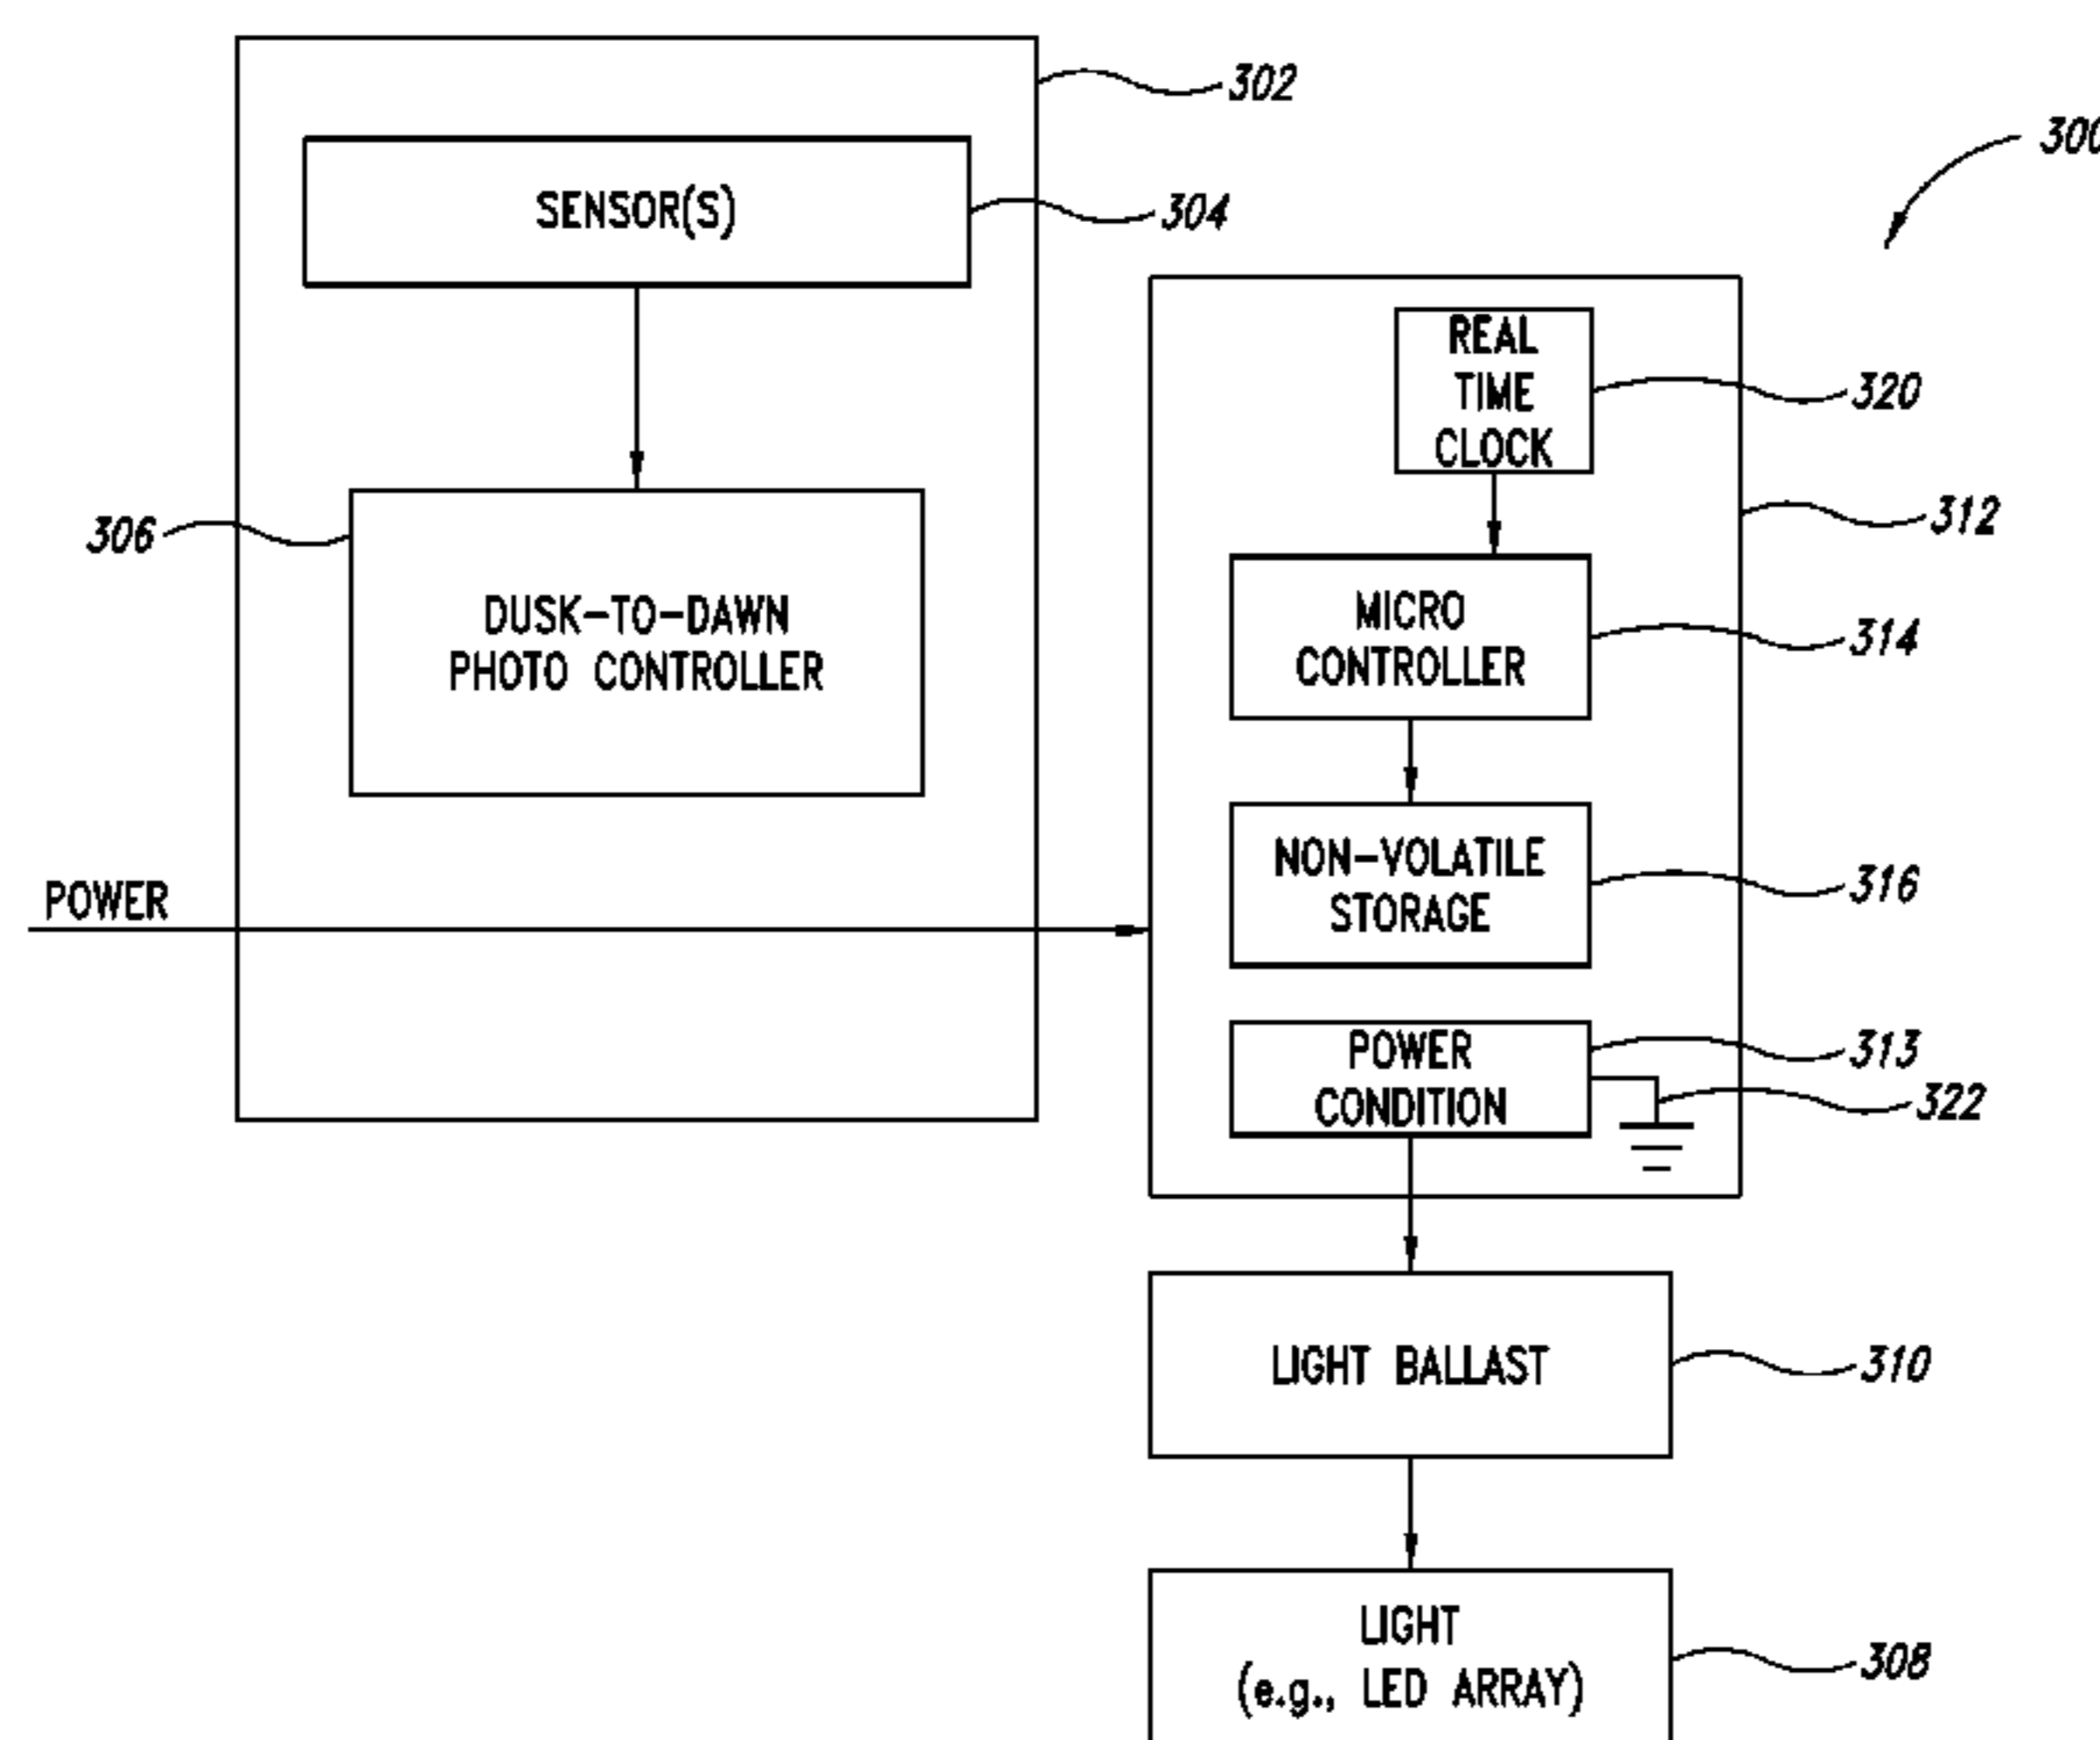 302
300
SENSOR(S)
304
REAL
TIME
CLOCK
320
312
306
DUSK-TO-DAWN
PHOTO CONTROLLER
MICRO
CONTROLLER
314
NON-VOLATILE
STORAGE
316
POWER
POWER
CONDITION
313
322
LIGHT BALLAST
310
LIGHT
(e.g., LED ARRAY)
308